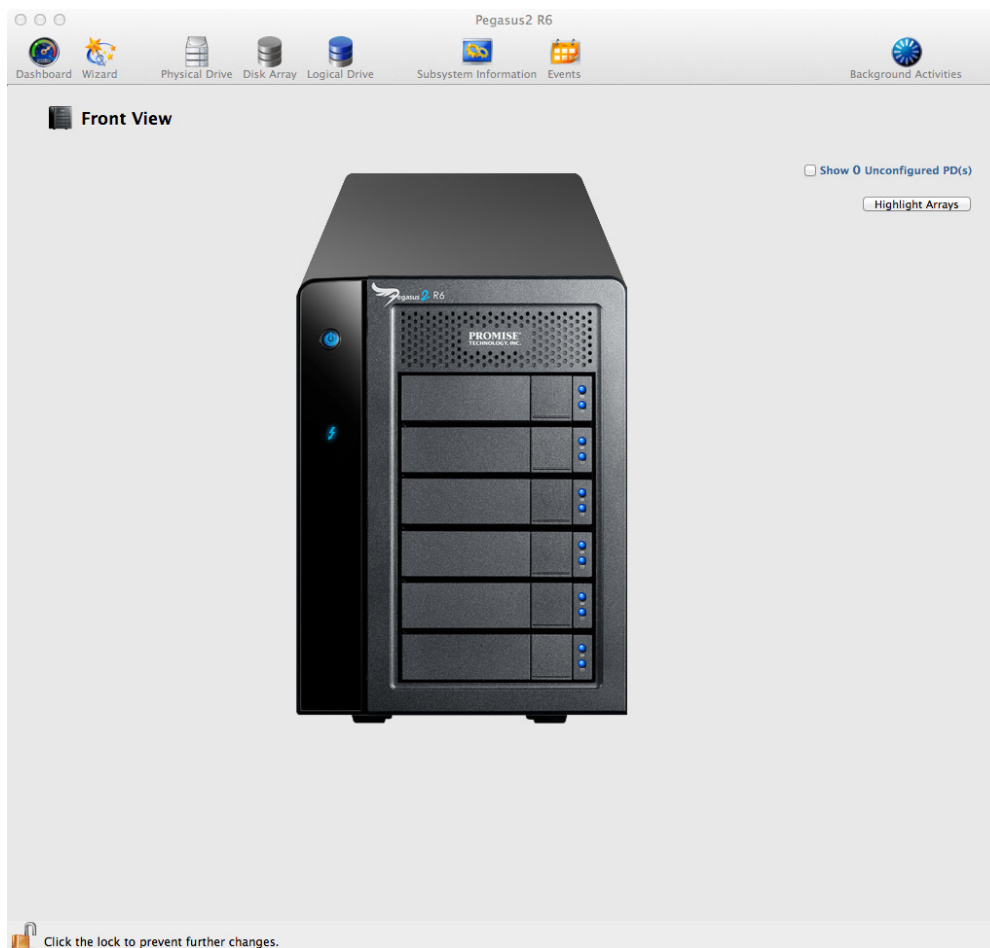 Pegasus2 R6
Dashboard Wizard Physical Drive Disk Array Logical Drive Subsystem Information Events Background Activities
Front View
Show 0 Unconfigured PD(s)
Highlight Arrays
Pegasus2 R6
PROMISE
TECHNOLOGY, INC.
Click the lock to prevent further changes.